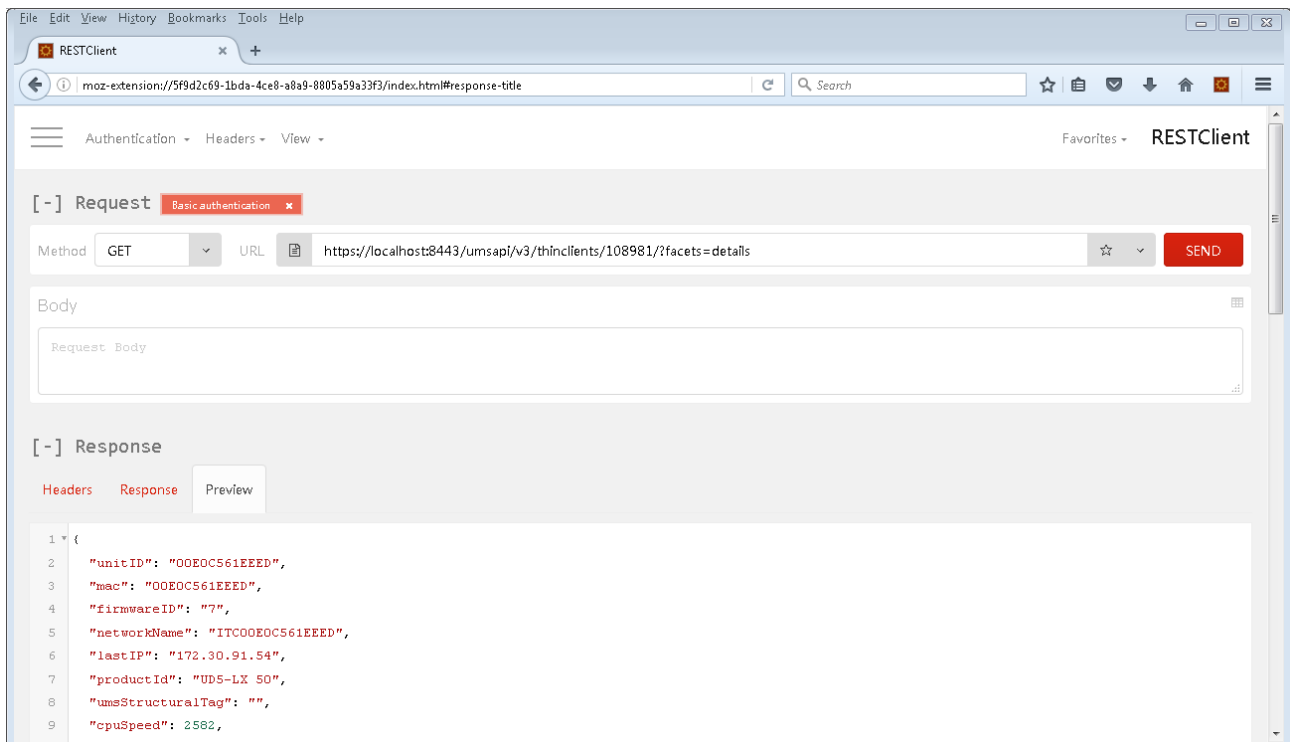 File Edit View History Bookmarks Tools Help
RESTClient
moz-extension://5f9d2c69-1bda-4ce8-a8a9-8805a59a33f3/index.html#response-title Search
Authentication Headers View Favorites RESTClient
[-] Request Basic authentication
Method GET URL https://localhost:8443/umsapi/v3/thinclients/108981/?facets=details SEND
Body
Request Body
[-] Response
Headers Response Preview
1 {
2 "unitID": "00E0C561EEED",
3 "mac": "00E0C561EEED",
4 "firmwareID": "7",
5 "networkName": "ITC00E0C561EEED",
6 "lastIP": "172.30.91.54",
7 "productId": "UD5-LX 50",
8 "umsStructuralTag": "",
9 "cpuSpeed": 2582,